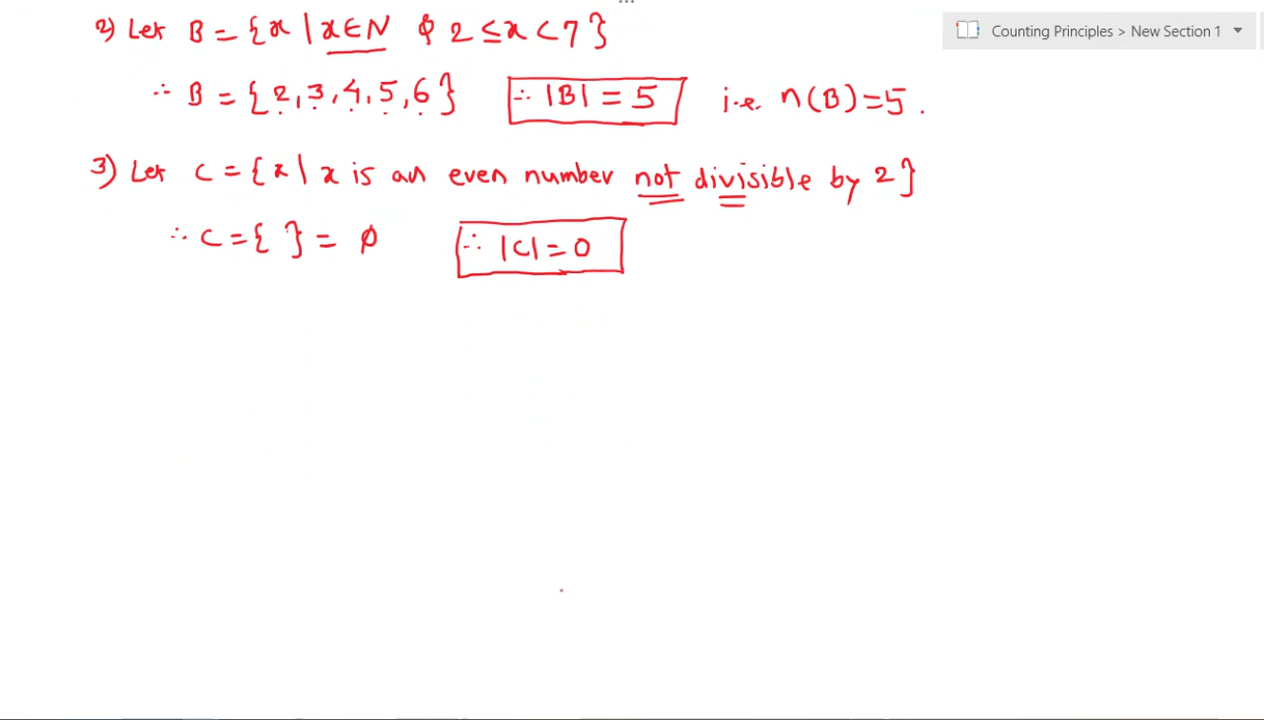 2) Let B = {x | x ∈ N & 2 ≤ x < 7}
Counting Principles > New Section 1
∴ B = {2, 3, 4, 5, 6} ∴ |B| = 5 i.e. n(B) = 5.
3) Let C = {x | x is an even number not divisible by 2}
∴ C = { } = ϕ ∴ |C| = 0